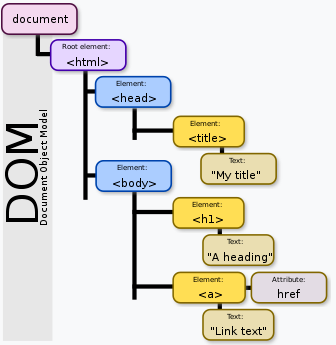 document
Root element:
<html>
Element:
<head>
Element:
<title>
Text:
"My title"
Element:
<body>
Element:
<h1>
Text:
"A heading"
Element:
<a>
Attribute:
href
Text:
"Link text"
DOM
Document Object Model